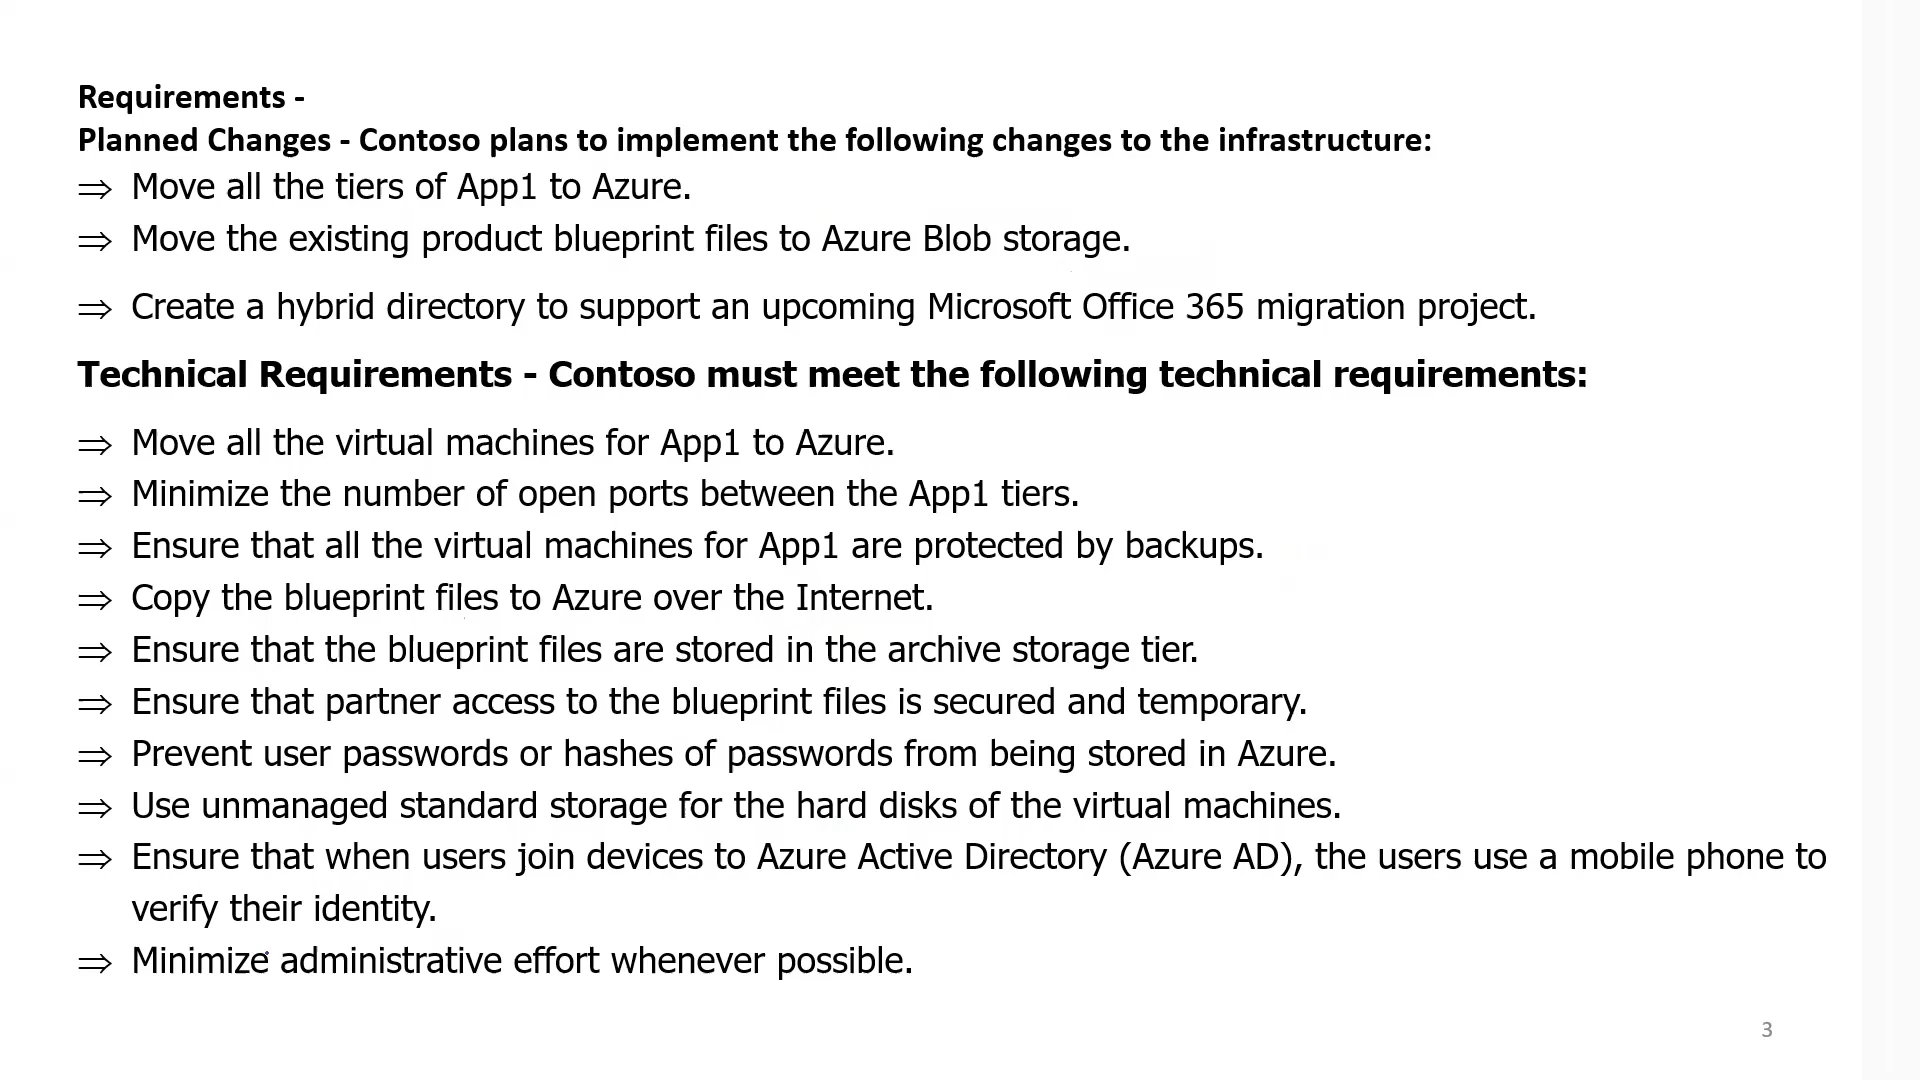 Requirements -
Planned Changes - Contoso plans to implement the following changes to the infrastructure:
⇒ Move all the tiers of App1 to Azure.
⇒ Move the existing product blueprint files to Azure Blob storage.
⇒ Create a hybrid directory to support an upcoming Microsoft Office 365 migration project.
Technical Requirements - Contoso must meet the following technical requirements:
⇒ Move all the virtual machines for App1 to Azure.
⇒ Minimize the number of open ports between the App1 tiers.
⇒ Ensure that all the virtual machines for App1 are protected by backups.
⇒ Copy the blueprint files to Azure over the Internet.
⇒ Ensure that the blueprint files are stored in the archive storage tier.
⇒ Ensure that partner access to the blueprint files is secured and temporary.
⇒ Prevent user passwords or hashes of passwords from being stored in Azure.
⇒ Use unmanaged standard storage for the hard disks of the virtual machines.
⇒ Ensure that when users join devices to Azure Active Directory (Azure AD), the users use a mobile phone to
verify their identity.
⇒ Minimize administrative effort whenever possible.
3